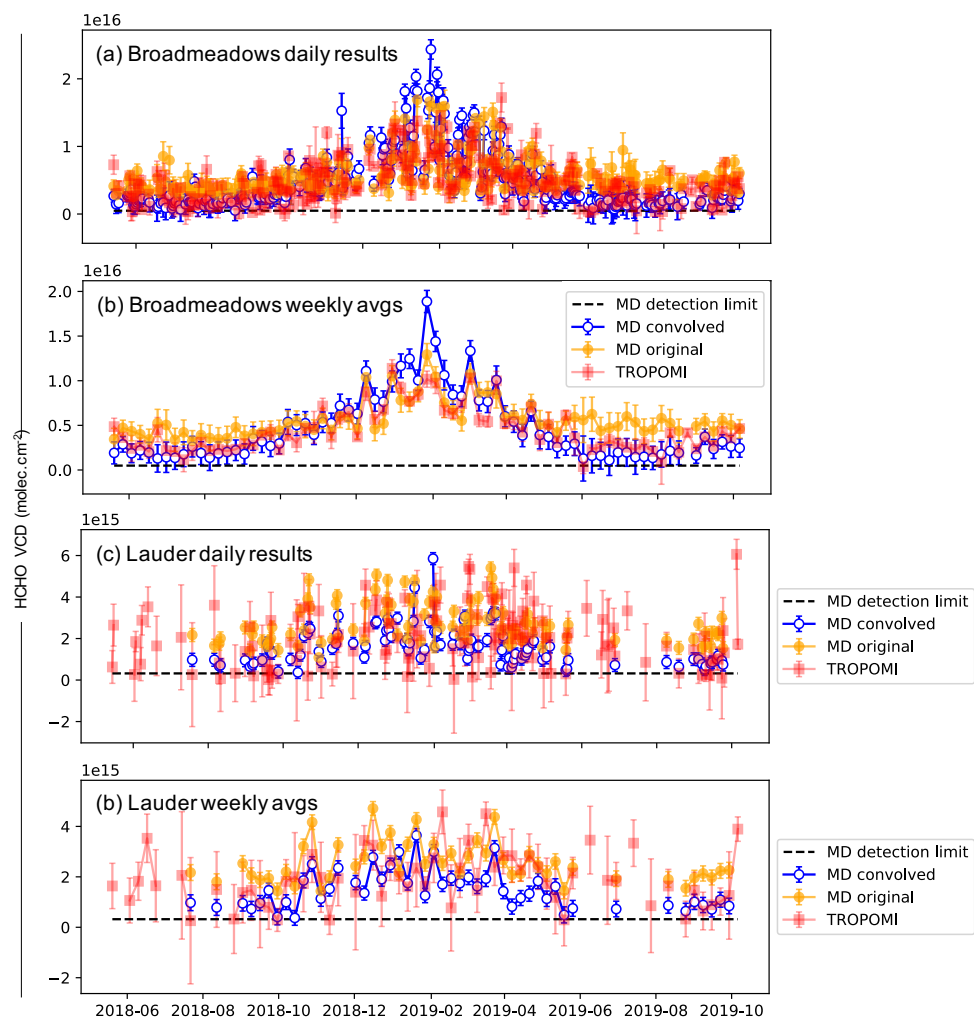 HCHO VCD (molec.cm⁻²)
1e16
(a) Broadmeadows daily results
2
1
0
1e16
(b) Broadmeadows weekly avgs
2.0
1.5
1.0
0.5
0.0
MD detection limit
MD convolved
MD original
TROPOMI
1e15
(c) Lauder daily results
6
4
2
0
−2
MD detection limit
MD convolved
MD original
TROPOMI
1e15
(b) Lauder weekly avgs
4
2
0
−2
MD detection limit
MD convolved
MD original
TROPOMI
2018-06 2018-08 2018-10 2018-12 2019-02 2019-04 2019-06 2019-08 2019-10